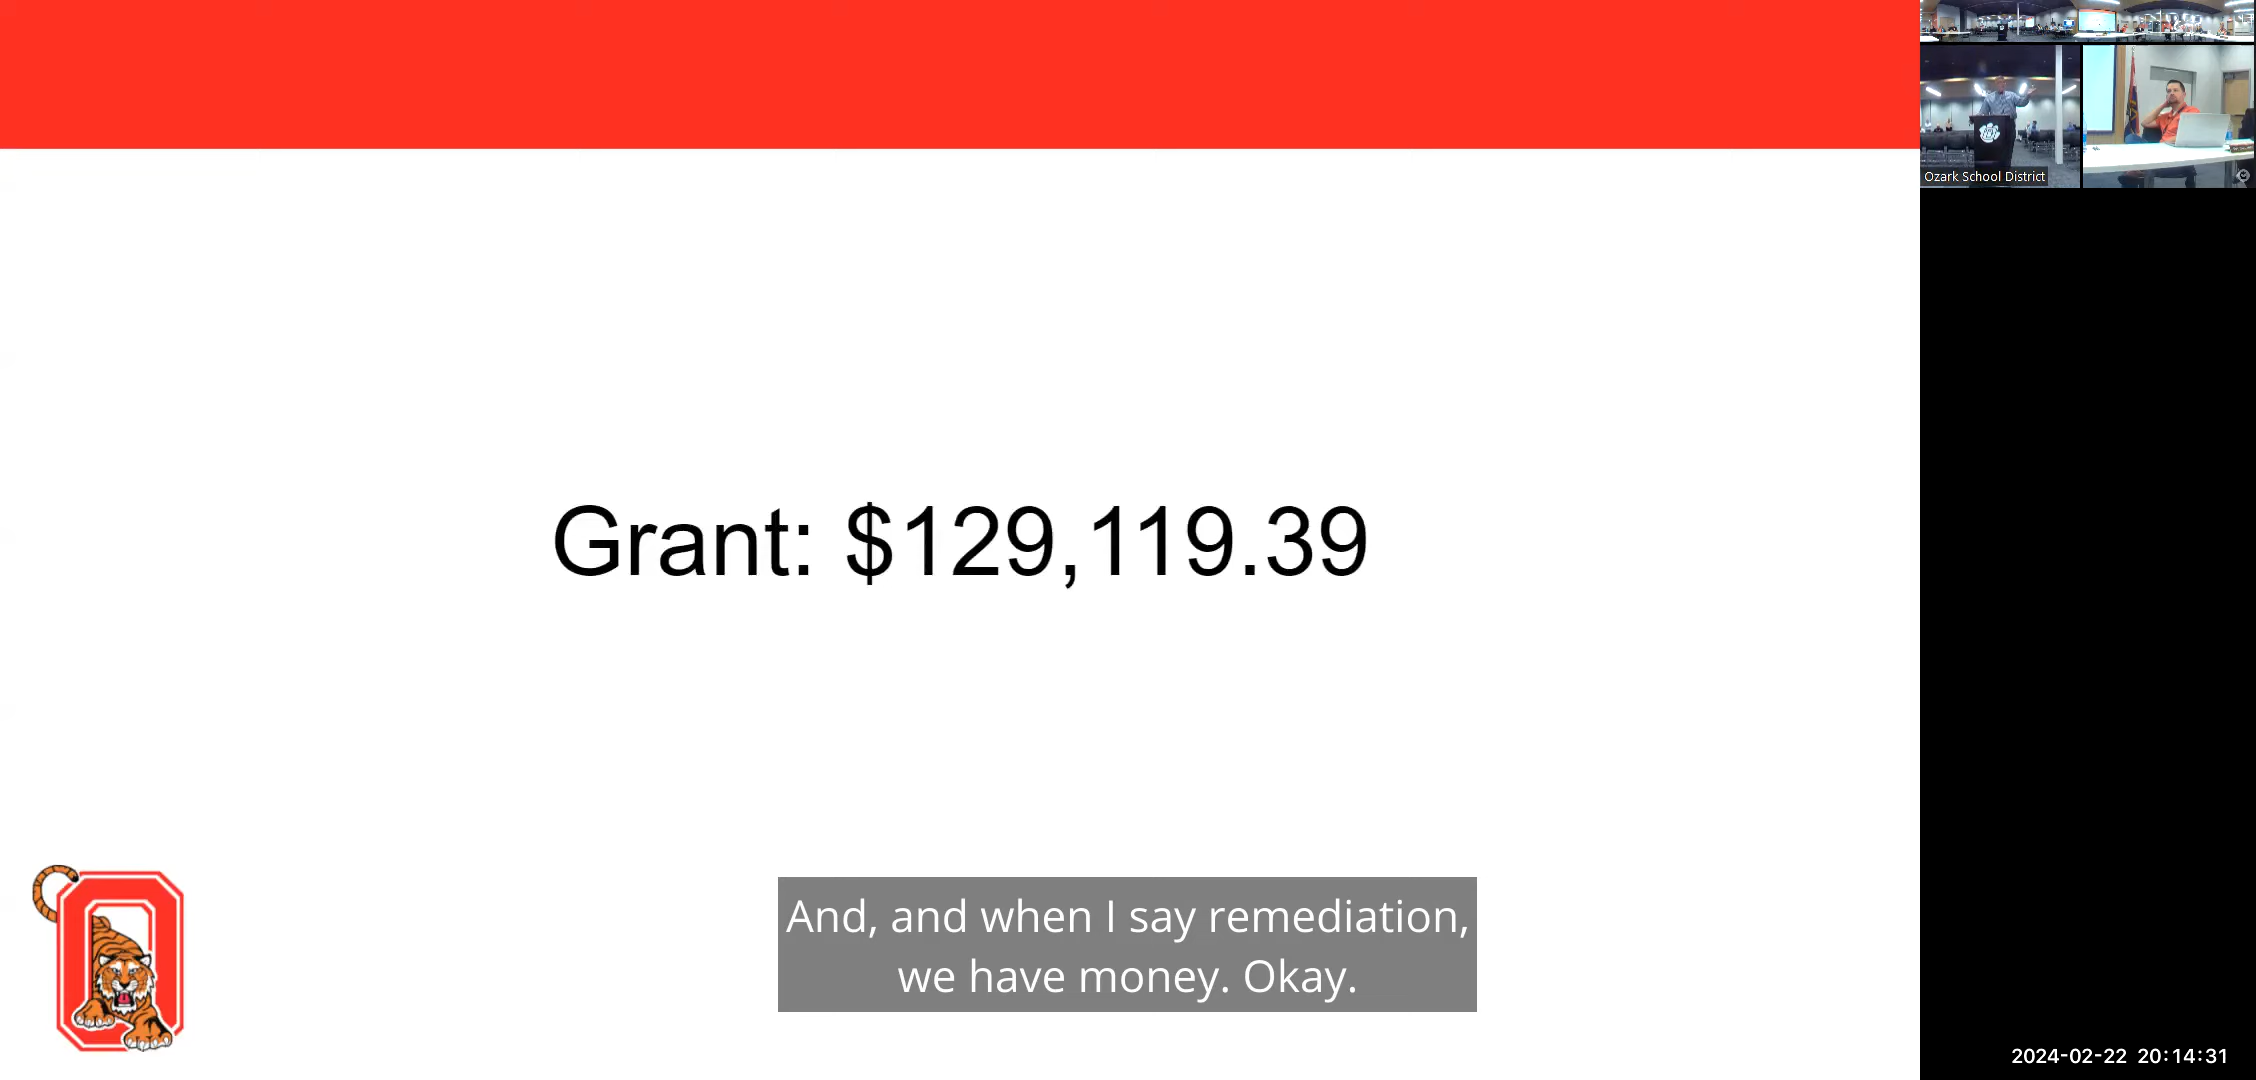 Grant: $129,119.39
And, and when I say remediation,
we have money. Okay.
Ozark School District
2024-02-22 20:14:31